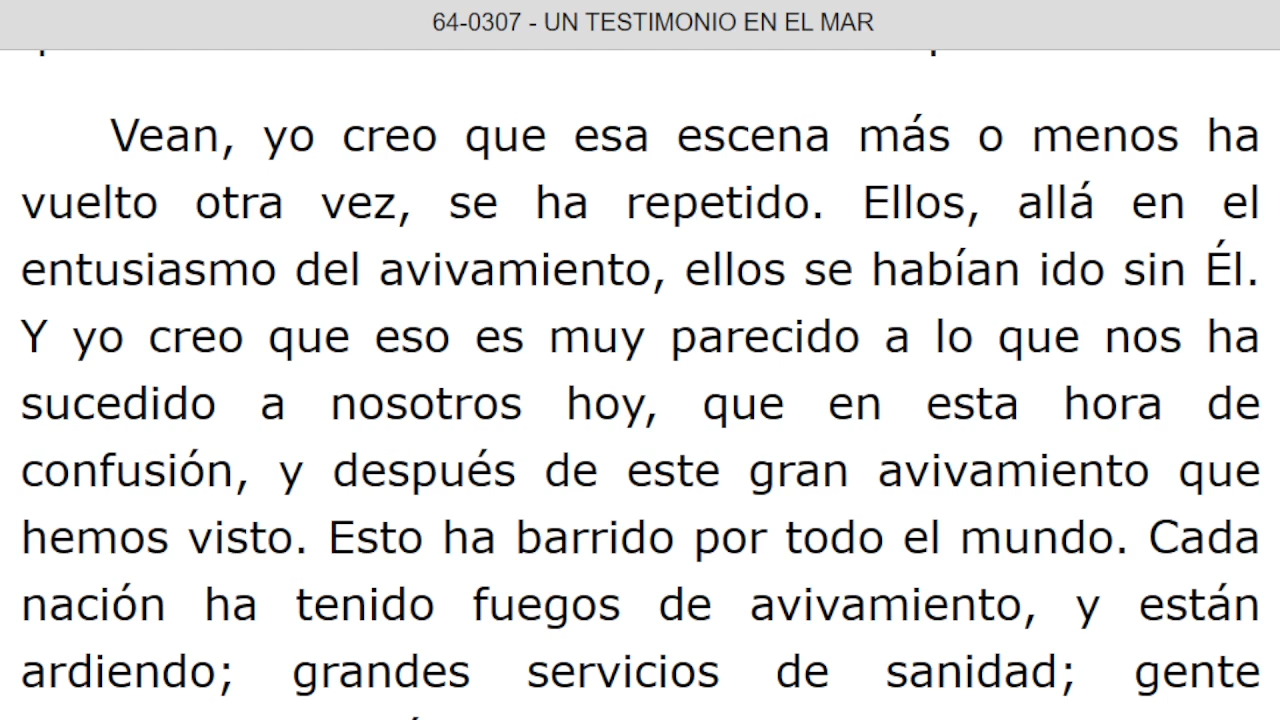 64-0307 - UN TESTIMONIO EN EL MAR
Vean, yo creo que esa escena más o menos ha
vuelto otra vez, se ha repetido. Ellos, allá en el
entusiasmo del avivamiento, ellos se habían ido sin Él.
Y yo creo que eso es muy parecido a lo que nos ha
sucedido a nosotros hoy, que en esta hora de
confusión, y después de este gran avivamiento que
hemos visto. Esto ha barrido por todo el mundo. Cada
nación ha tenido fuegos de avivamiento, y están
ardiendo; grandes servicios de sanidad; gente